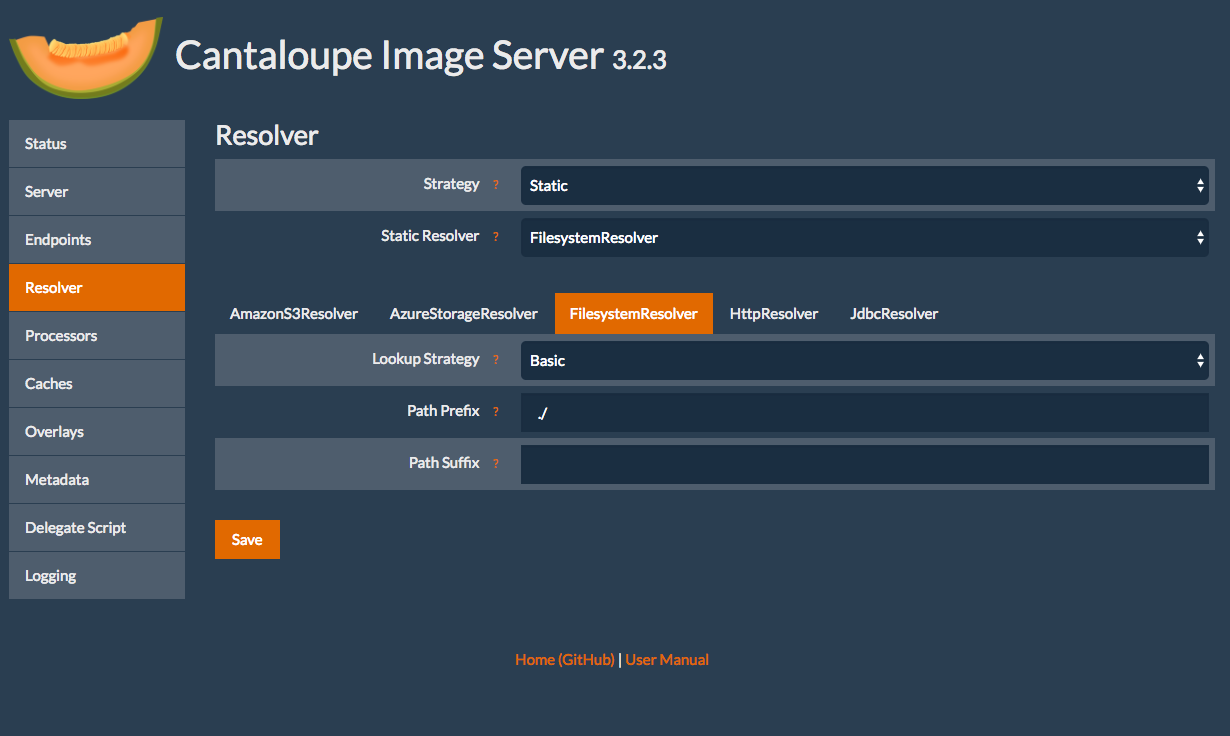 Cantaloupe Image Server 3.2.3
Status
Server
Endpoints
Resolver
Processors
Caches
Overlays
Metadata
Delegate Script
Logging
Resolver
Strategy ? Static
Static Resolver ? FilesystemResolver
AmazonS3Resolver AzureStorageResolver FilesystemResolver HttpResolver JdbcResolver
Lookup Strategy ? Basic
Path Prefix ? ./
Path Suffix ?
Save
Home (GitHub) | User Manual